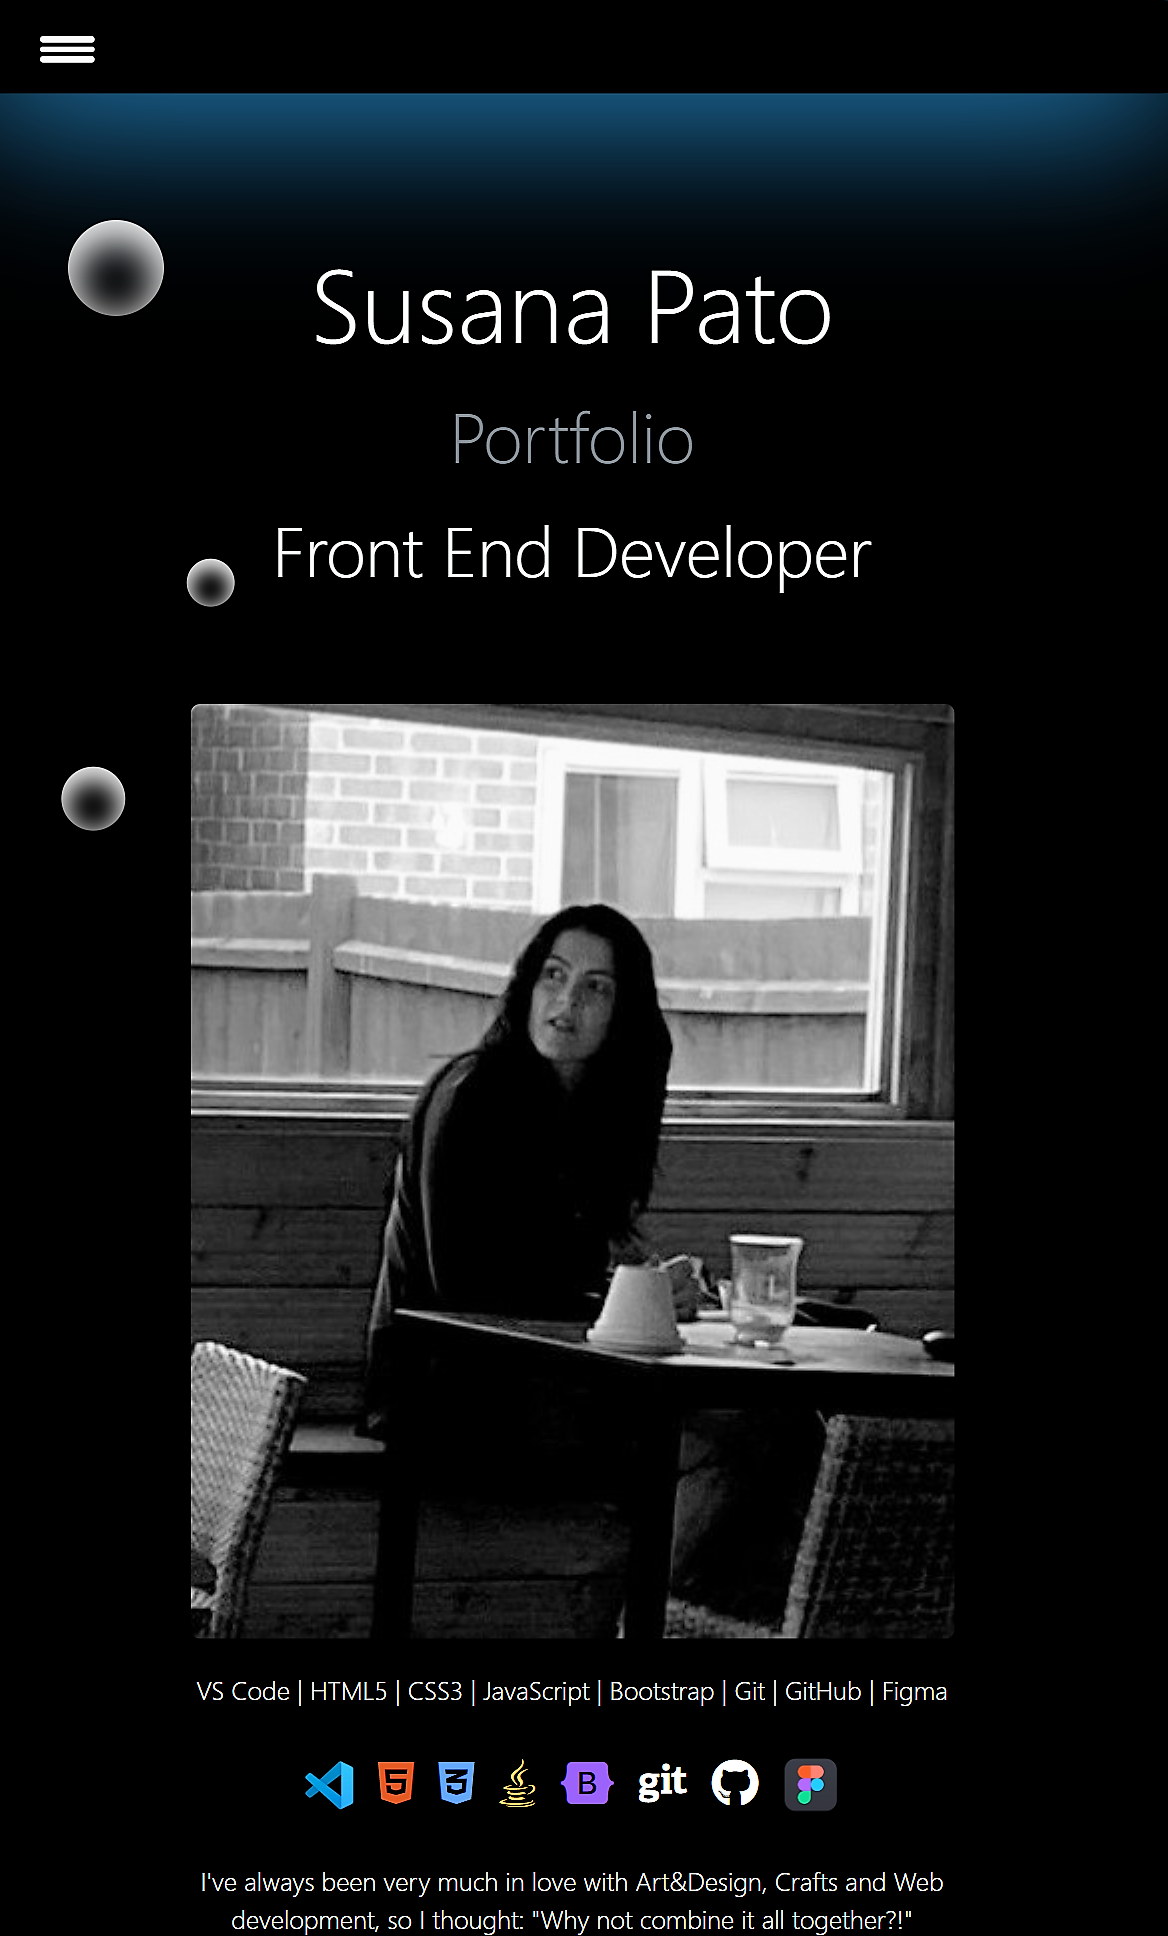 Susana Pato
Portfolio
Front End Developer
VS Code | HTML5 | CSS3 | JavaScript | Bootstrap | Git | GitHub | Figma
5 3 B git
I've always been very much in love with Art&Design, Crafts and Web
development, so I thought: "Why not combine it all together?!"